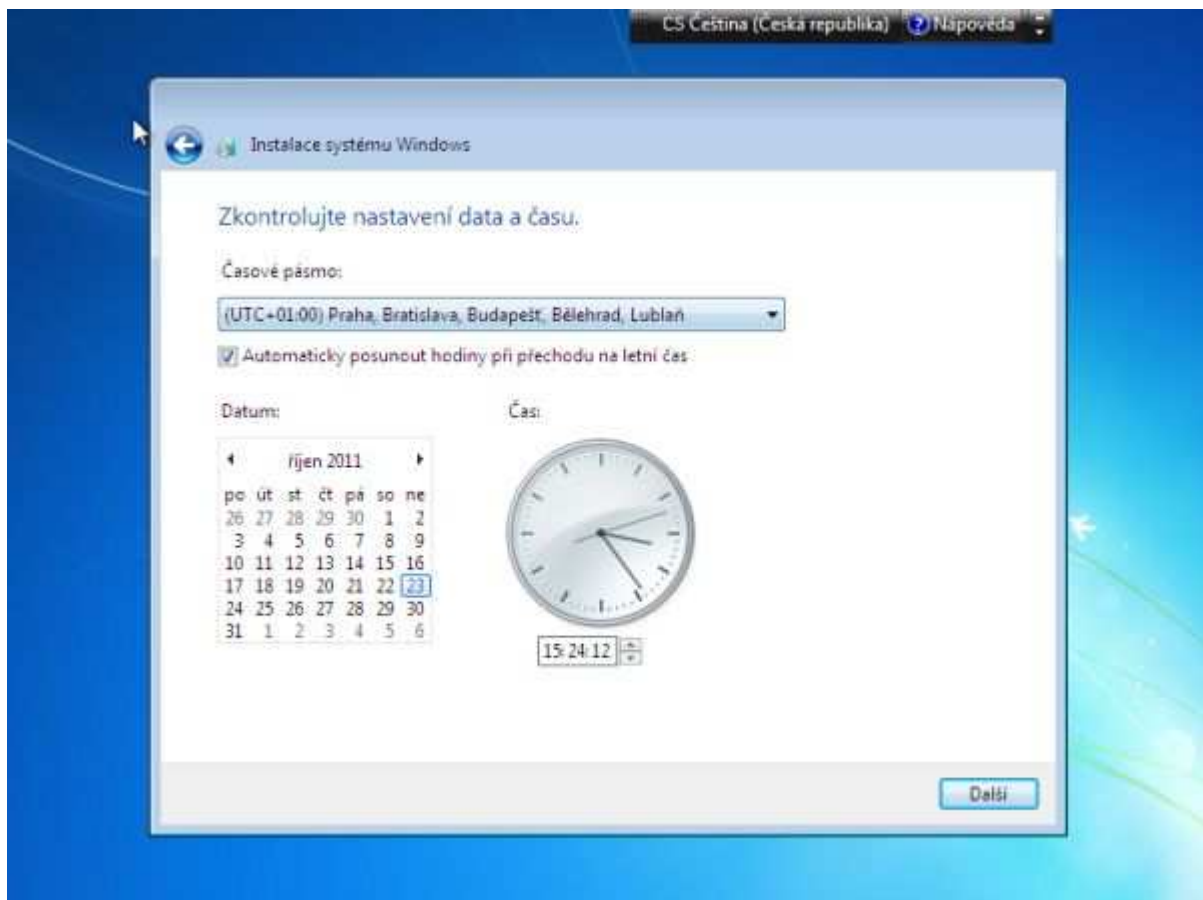 CS Čeština (Česká republika) Nápověda
Instalace systému Windows
Zkontrolujte nastavení data a času.
Časové pásmo:
(UTC+01:00) Praha, Bratislava, Budapešť, Bělehrad, Lublaň
Automaticky posunout hodiny při přechodu na letní čas
Datum: Čas:
říjen 2011
po út st čt pá so ne
26 27 28 29 30 1 2
3 4 5 6 7 8 9
10 11 12 13 14 15 16
17 18 19 20 21 22 23
24 25 26 27 28 29 30
31 1 2 3 4 5 6
15:24:12
Další